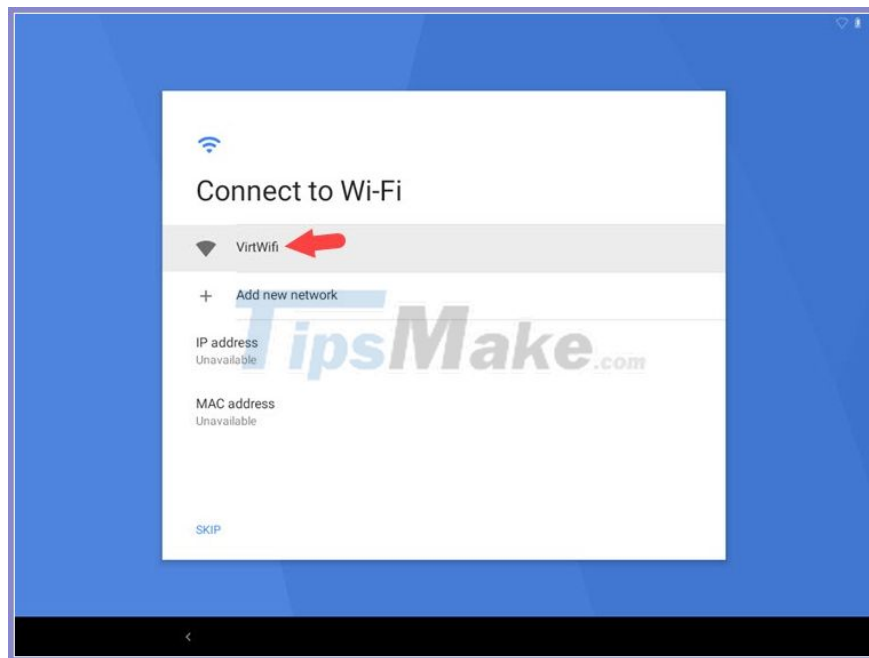 Connect to Wi-Fi
VirtWifi
Add new network
TipsMake.com
IP address
Unavailable
MAC address
Unavailable
SKIP